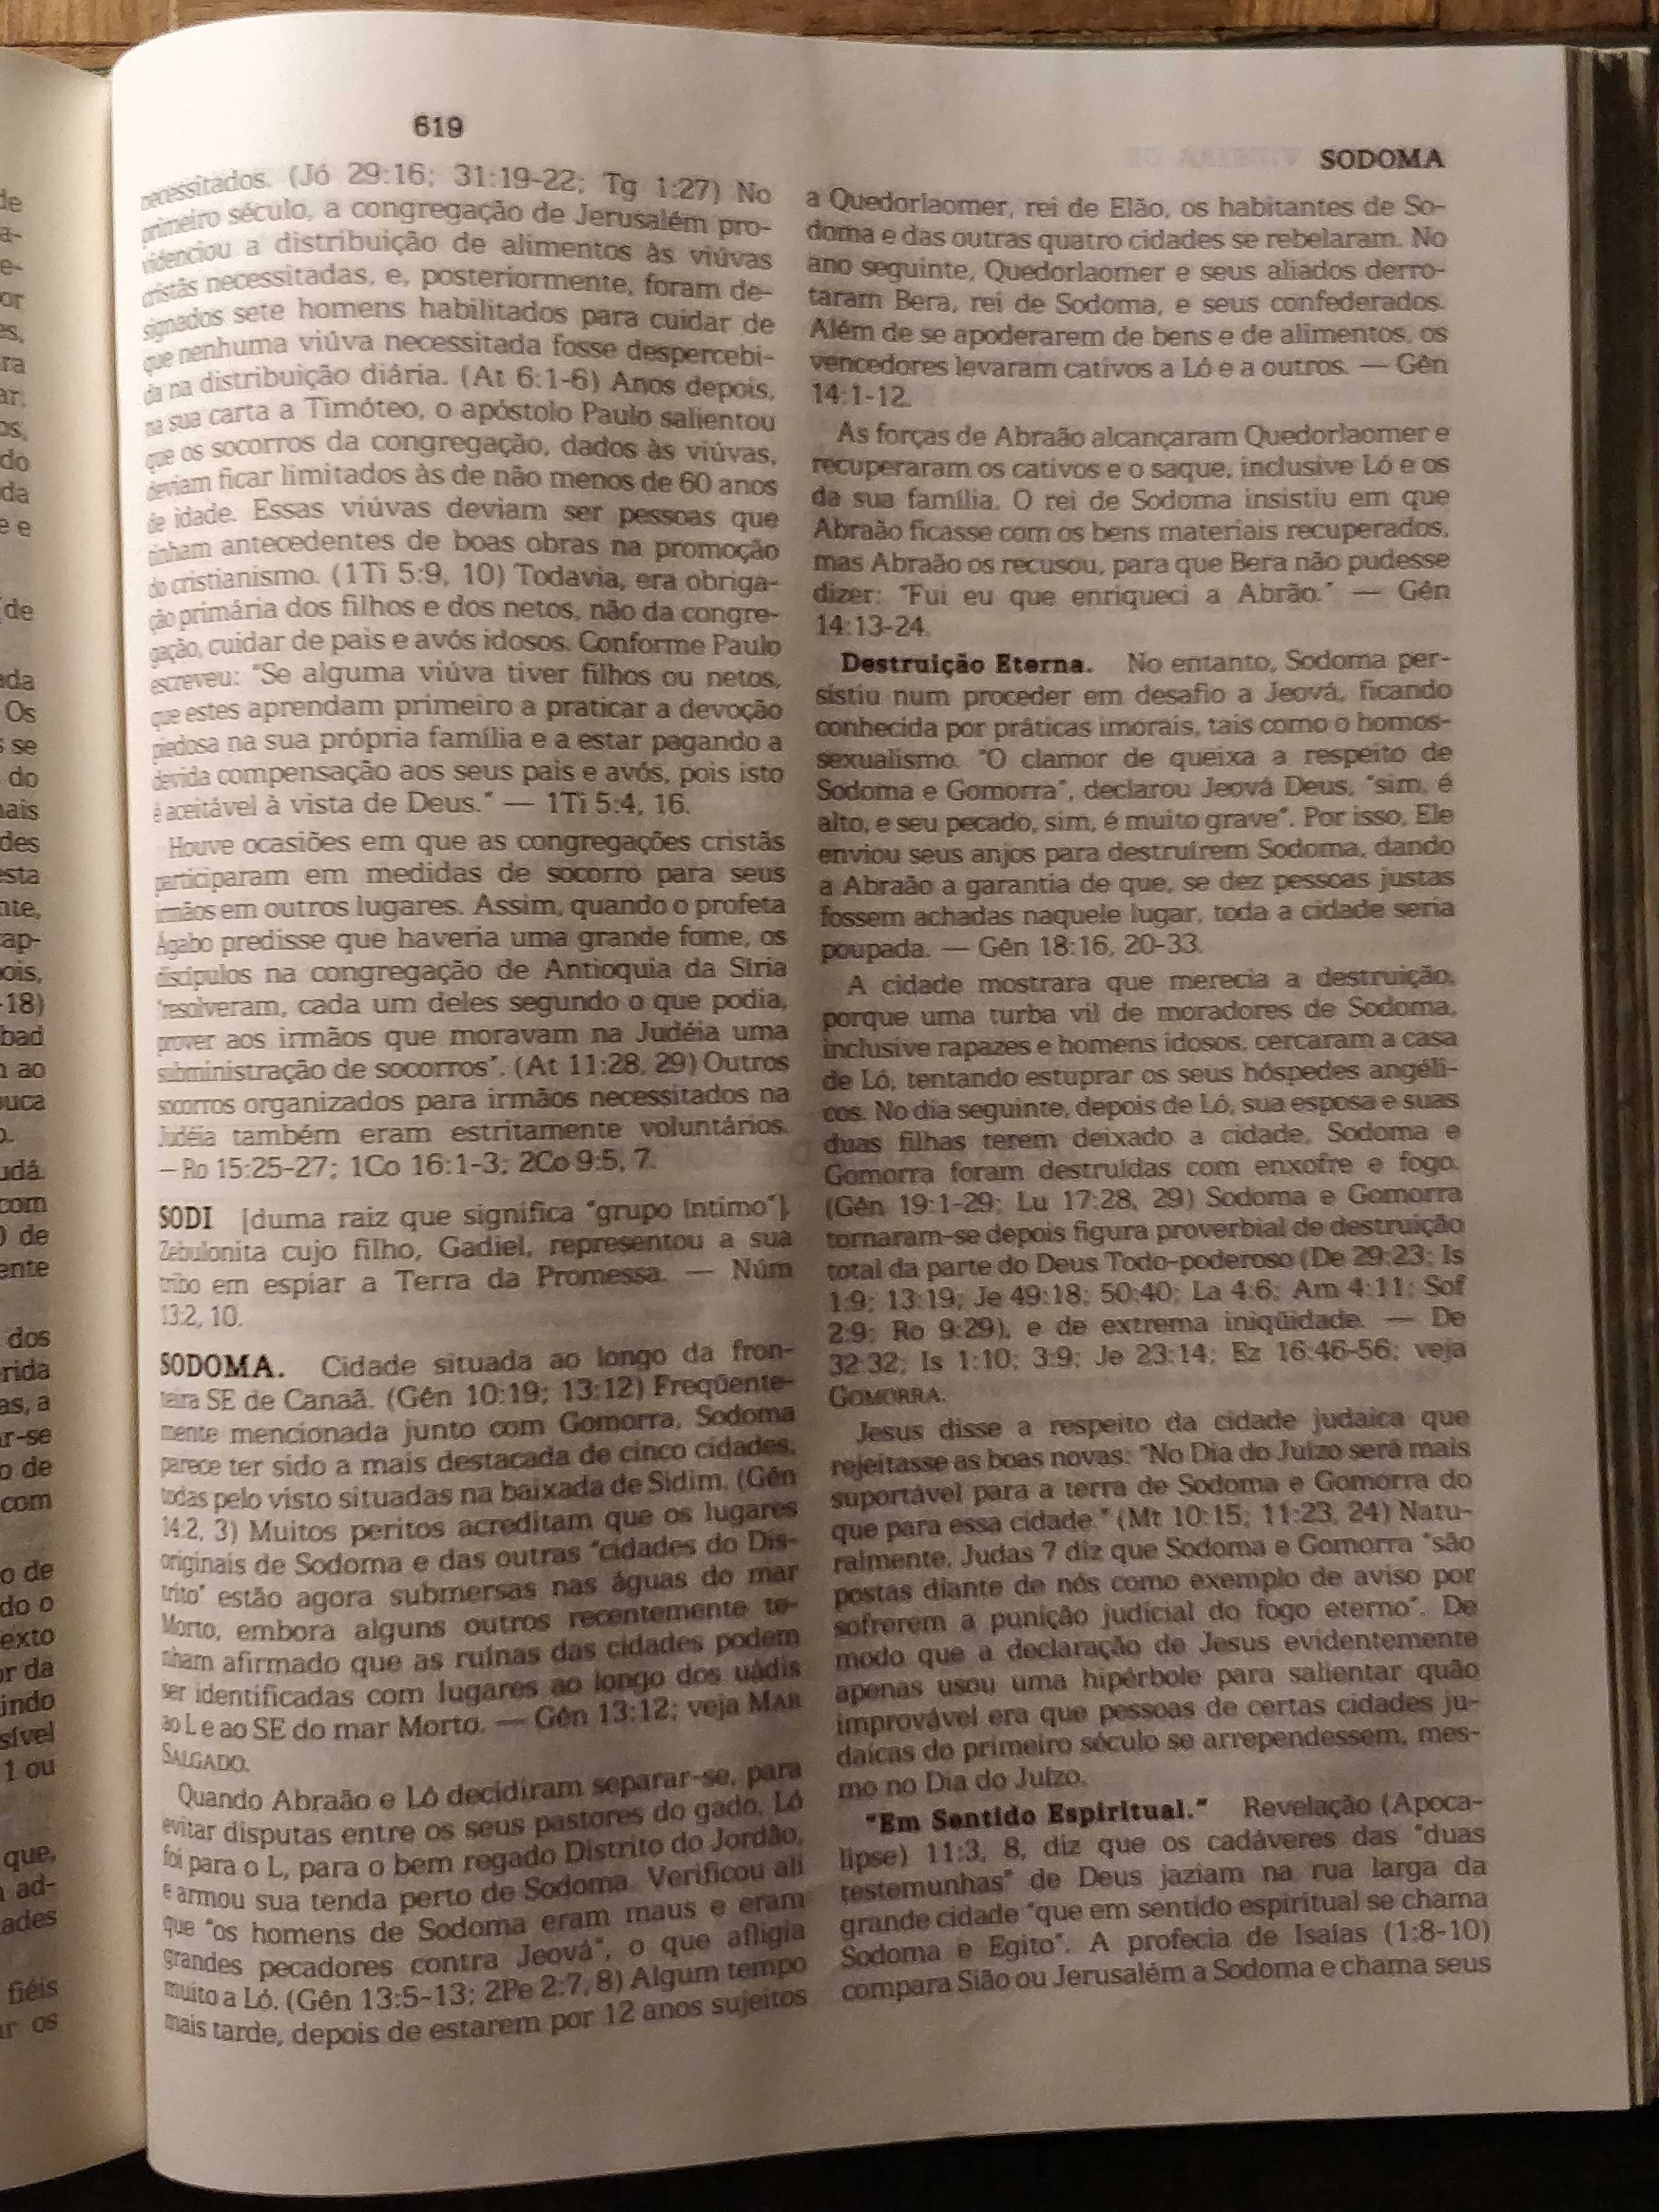 619
SODOMA
necessitados. (Jó 29:16; 31:19-22; Tg 1:27) No
primeiro século, a congregação de Jerusalém pro-
videnciou a distribuição de alimentos às viúvas
cristãs necessitadas, e, posteriormente, foram de-
signados sete homens habilitados para cuidar de
que nenhuma viúva necessitada fosse despercebi-
da na distribuição diária. (At 6:1-6) Anos depois,
na sua carta a Timóteo, o apóstolo Paulo salientou
que os socorros da congregação, dados às viúvas,
deviam ficar limitados às de não menos de 60 anos
de idade. Essas viúvas deviam ser pessoas que
tinham antecedentes de boas obras na promoção
do cristianismo. (1Ti 5:9, 10) Todavia, era obriga-
ção primária dos filhos e dos netos, não da congre-
gação, cuidar de pais e avós idosos. Conforme Paulo
escreveu: “Se alguma viúva tiver filhos ou netos,
que estes aprendam primeiro a praticar a devoção
piedosa na sua própria família e a estar pagando a
devida compensação aos seus pais e avós, pois isto
é aceitável à vista de Deus.” — 1Ti 5:4, 16.
Houve ocasiões em que as congregações cristãs
participaram em medidas de socorro para seus
irmãos em outros lugares. Assim, quando o profeta
Ágabo predisse que haveria uma grande fome, os
discípulos na congregação de Antioquia da Síria
“resolveram, cada um deles segundo o que podia,
prover aos irmãos que moravam na Judéia uma
subministração de socorros”. (At 11:28, 29) Outros
socorros organizados para irmãos necessitados na
Judéia também eram estritamente voluntários.
— Ro 15:25-27; 1Co 16:1-3; 2Co 9:5, 7.
SODI [duma raiz que significa “grupo íntimo”].
Zebulonita cujo filho, Gadiel, representou a sua
tribo em espiar a Terra da Promessa. — Núm
13:2, 10.
SODOMA. Cidade situada ao longo da fron-
teira SE de Canaã. (Gên 10:19; 13:12) Freqüente-
mente mencionada junto com Gomorra, Sodoma
parece ter sido a mais destacada de cinco cidades,
todas pelo visto situadas na baixada de Sidim. (Gên
14:2, 3) Muitos peritos acreditam que os lugares
originais de Sodoma e das outras “cidades do Dis-
trito” estão agora submersas nas águas do mar
Morto, embora alguns outros recentemente te-
nham afirmado que as ruínas das cidades podem
ser identificadas com lugares ao longo dos uádis
ao L e ao SE do mar Morto. — Gên 13:12; veja MAR
SALGADO.
Quando Abraão e Ló decidiram separar-se, para
evitar disputas entre os seus pastores do gado, Ló
foi para o L, para o bem regado Distrito do Jordão,
e armou sua tenda perto de Sodoma. Verificou ali
que “os homens de Sodoma eram maus e eram
grandes pecadores contra Jeová”, o que afligia
muito a Ló. (Gên 13:5-13; 2Pe 2:7, 8) Algum tempo
mais tarde, depois de estarem por 12 anos sujeitos
a Quedorlaomer, rei de Elão, os habitantes de So-
doma e das outras quatro cidades se rebelaram. No
ano seguinte, Quedorlaomer e seus aliados derro-
taram Bera, rei de Sodoma, e seus confederados.
Além de se apoderarem de bens e de alimentos, os
vencedores levaram cativos a Ló e a outros. — Gên
14:1-12.
As forças de Abraão alcançaram Quedorlaomer e
recuperaram os cativos e o saque, inclusive Ló e os
da sua família. O rei de Sodoma insistiu em que
Abraão ficasse com os bens materiais recuperados,
mas Abraão os recusou, para que Bera não pudesse
dizer: “Fui eu que enriqueci a Abrão.” — Gên
14:13-24.
Destruição Eterna. No entanto, Sodoma per-
sistiu num proceder em desafio a Jeová, ficando
conhecida por práticas imorais, tais como o homos-
sexualismo. “O clamor de queixa a respeito de
Sodoma e Gomorra”, declarou Jeová Deus, “sim, é
alto, e seu pecado, sim, é muito grave”. Por isso, Ele
enviou seus anjos para destruírem Sodoma, dando
a Abraão a garantia de que, se dez pessoas justas
fossem achadas naquele lugar, toda a cidade seria
poupada. — Gên 18:16, 20-33.
A cidade mostrara que merecia a destruição,
porque uma turba vil de moradores de Sodoma,
inclusive rapazes e homens idosos, cercaram a casa
de Ló, tentando estuprar os seus hóspedes angéli-
cos. No dia seguinte, depois de Ló, sua esposa e suas
duas filhas terem deixado a cidade, Sodoma e
Gomorra foram destruídas com enxofre e fogo.
(Gên 19:1-29; Lu 17:28, 29) Sodoma e Gomorra
tornaram-se depois figura proverbial de destruição
total da parte do Deus Todo-poderoso (De 29:23; Is
1:9; 13:19; Je 49:18; 50:40; La 4:6; Am 4:11; Sof
2:9; Ro 9:29), e de extrema iniqüidade. — De
32:32; Is 1:10; 3:9; Je 23:14; Ez 16:46-56; veja
GOMORRA.
Jesus disse a respeito da cidade judaica que
rejeitasse as boas novas: “No Dia do Juízo será mais
suportável para a terra de Sodoma e Gomorra do
que para essa cidade.” (Mt 10:15; 11:23, 24) Natu-
ralmente, Judas 7 diz que Sodoma e Gomorra “são
postas diante de nós como exemplo de aviso por
sofrerem a punição judicial do fogo eterno”. De
modo que a declaração de Jesus evidentemente
apenas usou uma hipérbole para salientar quão
improvável era que pessoas de certas cidades ju-
daicas do primeiro século se arrependessem, mes-
mo no Dia do Juízo.
“Em Sentido Espiritual.” Revelação (Apoca-
lipse) 11:3, 8, diz que os cadáveres das “duas
testemunhas” de Deus jaziam na rua larga da
grande cidade “que em sentido espiritual se chama
Sodoma e Egito”. A profecia de Isaías (1:8-10)
compara Sião ou Jerusalém a Sodoma e chama seus